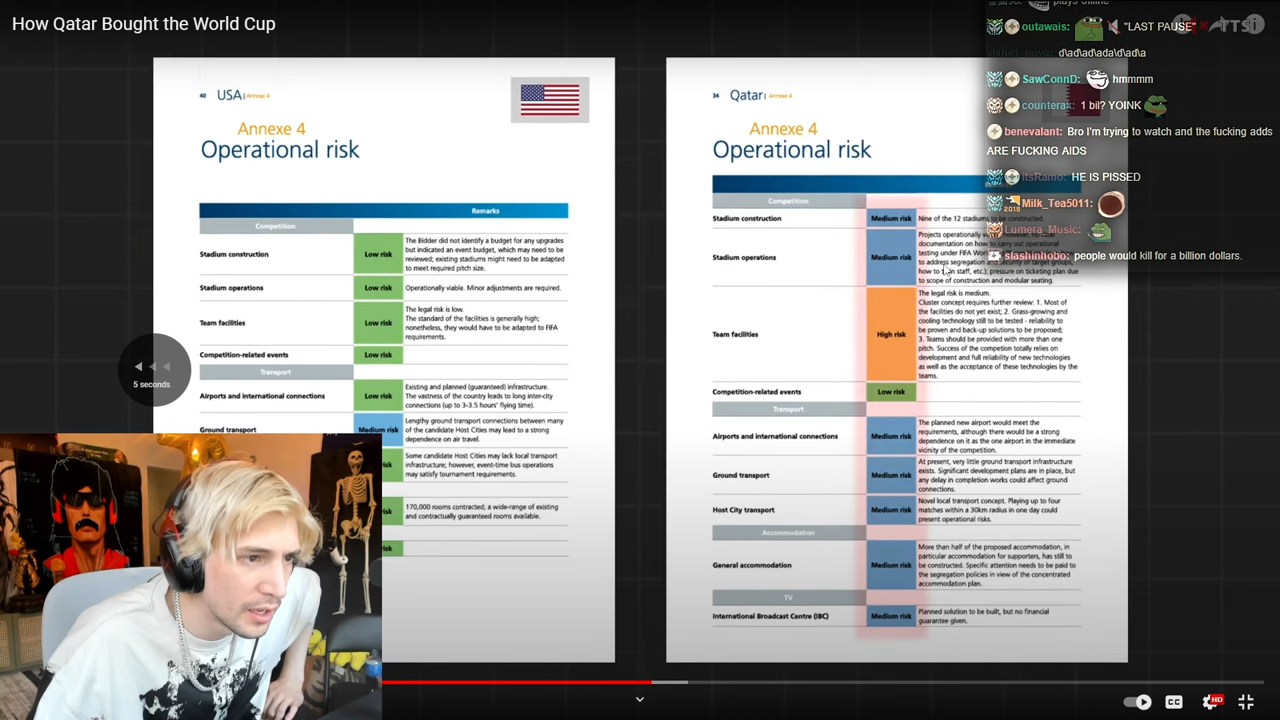 How Qatar Bought the World Cup
plays online
outawais: "LAST PAUSE"
d\ad\ad\ada\d\ad\a
SawConnD: hmmmm
counterak: 1 bil? YOINK
benevalant: Bro I'm trying to watch and the fucking adds
ARE FUCKING AIDS
itsRamo: HE IS PISSED
2019
Milk_Tea5011:
Lumera_Music:
slashinhobo: people would kill for a billion dollars.
40 USA | Annexe 4
Annexe 4
Operational risk
Remarks
Competition
Stadium construction
Low risk
The Bidder did not identify a budget for any upgrades
but indicated an event budget, which may need to be
reviewed; existing stadiums might need to be adapted
to meet required pitch size.
Stadium operations
Low risk
Operationally viable. Minor adjustments are required.
Team facilities
Low risk
The legal risk is low.
The standard of the facilities is generally high;
nonetheless, they would have to be adapted to FIFA
requirements.
Competition-related events
Low risk
Transport
Airports and international connections
Low risk
Existing and planned (guaranteed) infrastructure.
The vastness of the country leads to long inter-city
connections (up to 3-3.5 hours' flying time).
Ground transport
Medium risk
Lengthy ground transport connections between many
of the candidate Host Cities may lead to a strong
dependence on air travel.
risk
Some candidate Host Cities may lack local transport
infrastructure; however, event-time bus operations
may satisfy tournament requirements.
risk
170,000 rooms contracted; a wide-range of existing
and contractually guaranteed rooms available.
risk
34 Qatar | Annexe 4
Annexe 4
Operational risk
Competition
Stadium construction
Medium risk
Nine of the 12 stadiums to be constructed.
Stadium operations
Medium risk
Projects operationally
documentation on how to carry out operational
testing under FIFA
to address segregation and security of target groups,
how to train staff, etc.); pressure on ticketing plan due
to scope of construction and modular seating.
Team facilities
High risk
The legal risk is medium.
Cluster concept requires further review: 1. Most of
the facilities do not yet exist; 2. Grass-growing and
cooling technology still to be tested - reliability to
be proven and back-up solutions to be proposed;
3. Teams should be provided with more than one
pitch. Success of the competion totally relies on
development and full reliability of new technologies
as well as the acceptance of these technologies by the
teams.
Competition-related events
Low risk
Transport
Airports and international connections
Medium risk
The planned new airport would meet the
requirements, although there would be a strong
dependence on it as the one airport in the immediate
vicinity of the competition.
Ground transport
Medium risk
At present, very little ground transport infrastructure
exists. Significant development plans are in place, but
any delay in completion works could affect ground
connections.
Host City transport
Medium risk
Novel local transport concept. Playing up to four
matches within a 30km radius in one day could
present operational risks.
Accommodation
General accommodation
Medium risk
More than half of the proposed accommodation, in
particular accommodation for supporters, has still to
be constructed. Specific attention needs to be paid to
the segregation policies in view of the concentrated
accommodation plan.
TV
International Broadcast Centre (IBC)
Medium risk
Planned solution to be built, but no financial
guarantee given.
5 seconds
CC
HD